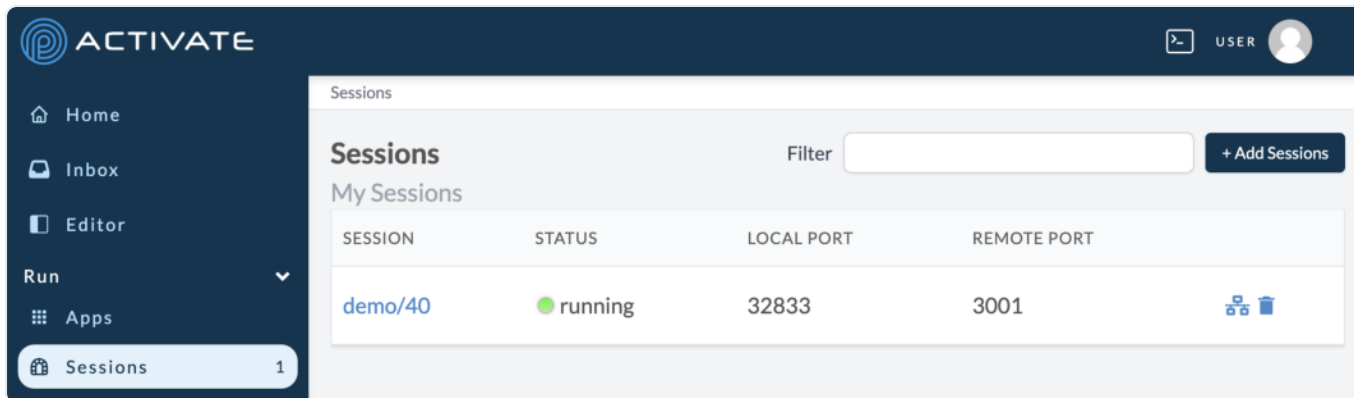 ACTIVATE
USER
Home
Inbox
Editor
Run
Apps
Sessions 1
Sessions
Sessions
Filter
+ Add Sessions
My Sessions
SESSION STATUS LOCAL PORT REMOTE PORT
demo/40 running 32833 3001